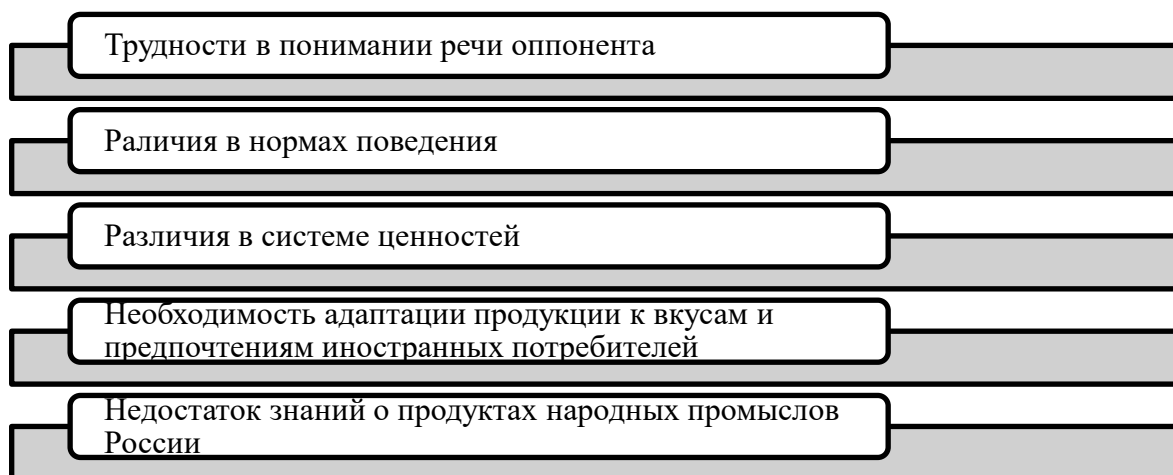 Трудности в понимании речи оппонента
Раличия в нормах поведения
Различия в системе ценностей
Необходимость адаптации продукции к вкусам и
предпочтениям иностранных потребителей
Недостаток знаний о продуктах народных промыслов
России